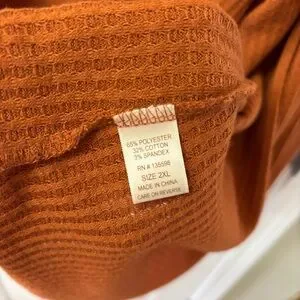 65% POLYESTER
32% COTTON
3% SPANDEX
RN # 135598
SIZE 2XL
MADE IN CHINA
CARE ON REVERSE